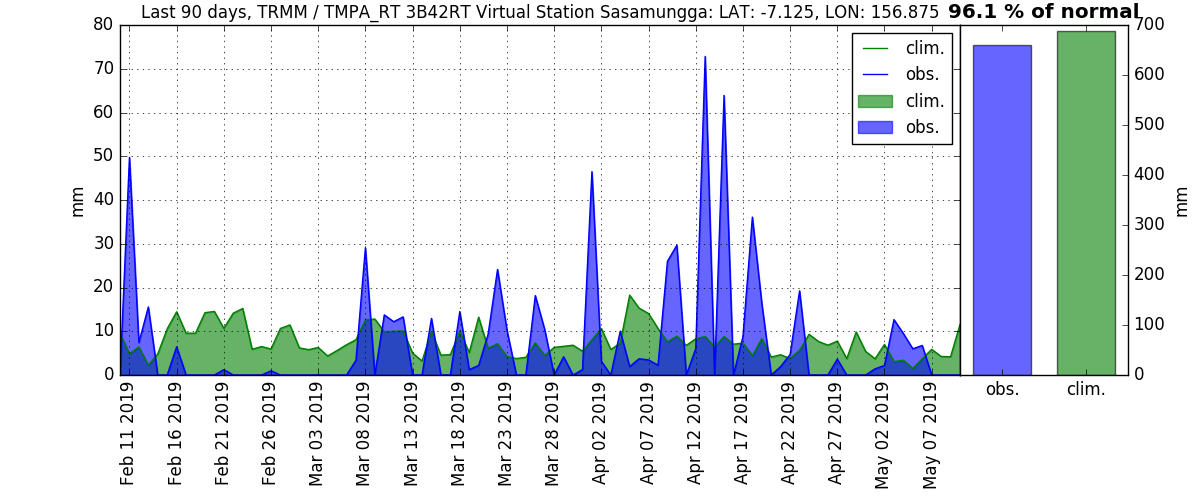 Last 90 days, TRMM / TMPA_RT 3B42RT Virtual Station Sasamungga: LAT: -7.125, LON: 156.875 96.1 % of normal
80
70
60
50
40
30
20
10
0
mm
clim.
obs.
clim.
obs.
700
600
500
400
300
200
100
0
mm
obs. clim.
Feb 11 2019
Feb 16 2019
Feb 21 2019
Feb 26 2019
Mar 03 2019
Mar 08 2019
Mar 13 2019
Mar 18 2019
Mar 23 2019
Mar 28 2019
Apr 02 2019
Apr 07 2019
Apr 12 2019
Apr 17 2019
Apr 22 2019
Apr 27 2019
May 02 2019
May 07 2019